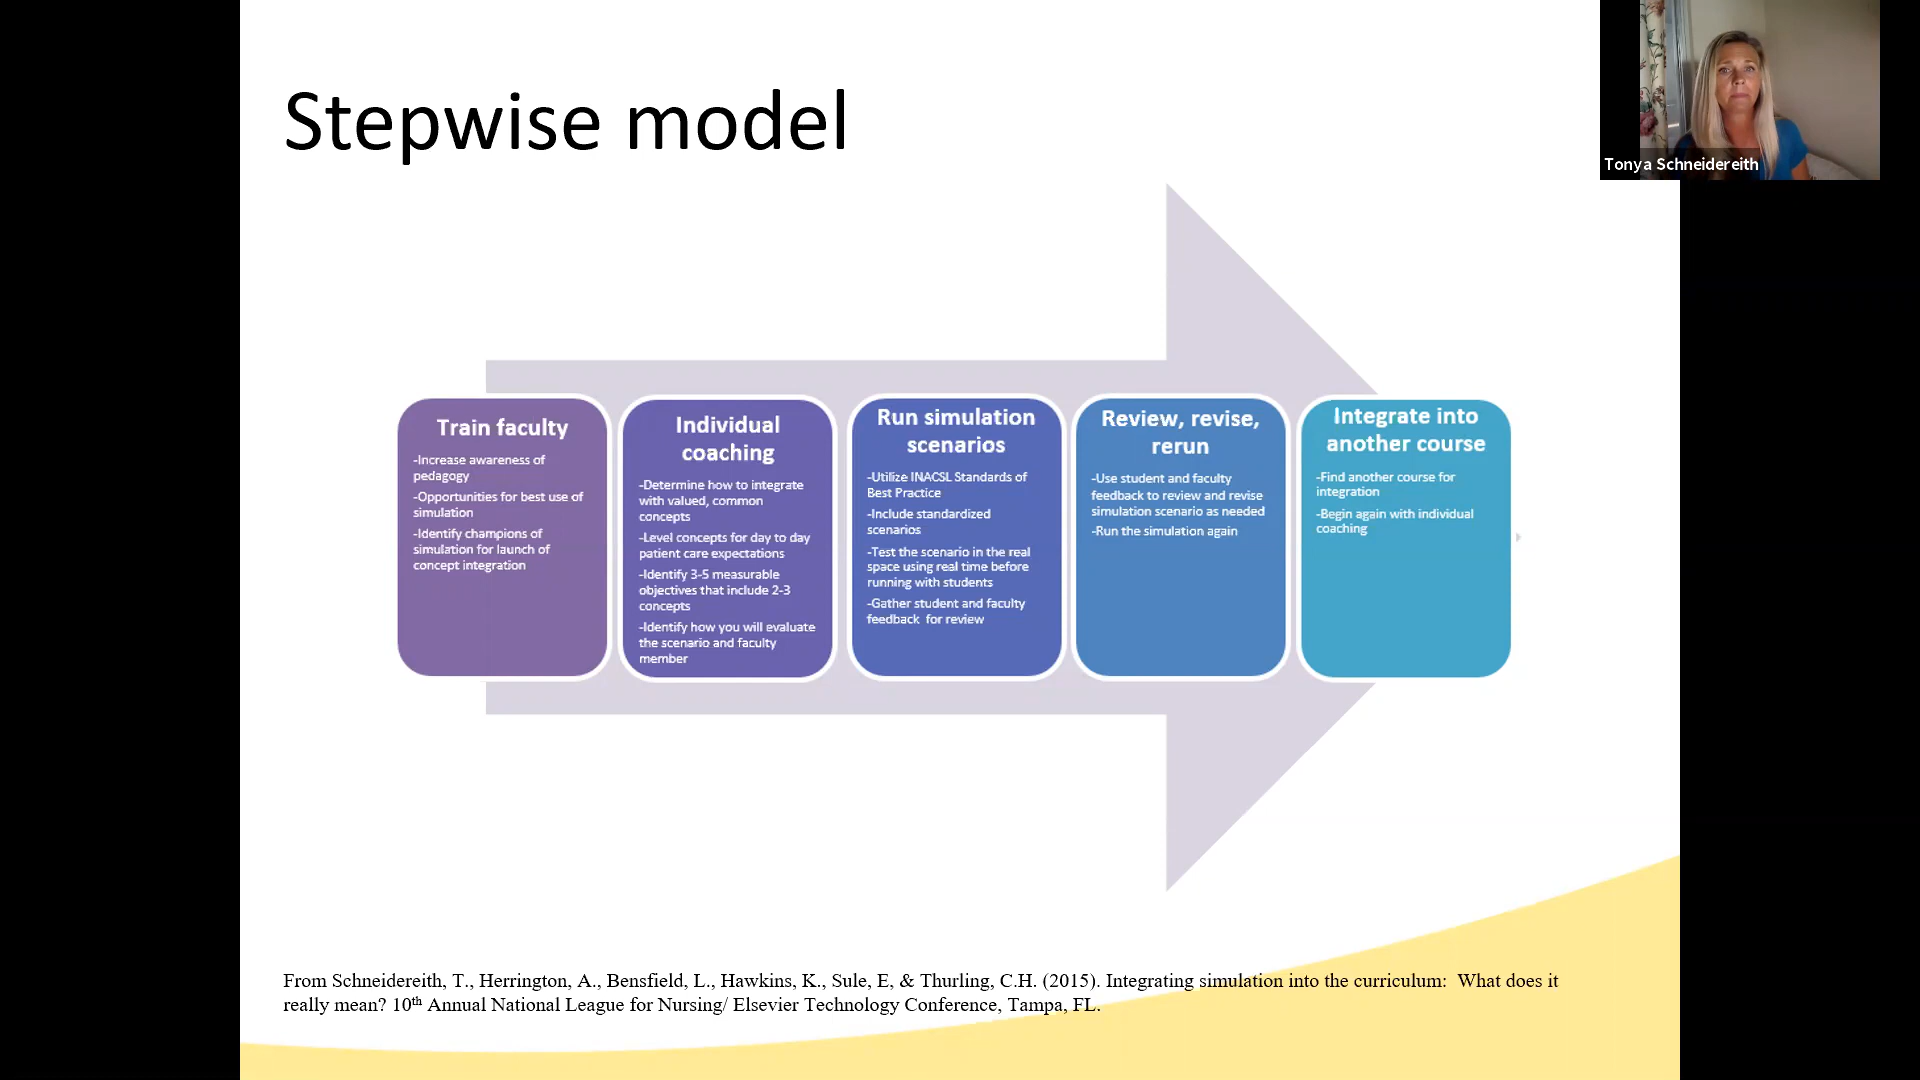 Stepwise model
Tonya Schneidereith
Train faculty
-Increase awareness of
pedagogy
-Opportunities for best use of
simulation
-Identify champions of
simulation for launch of
concept integration
Individual
coaching
-Determine how to integrate
with valued, common
concepts
-Level concepts for day to day
patient care expectations
-Identify 3-5 measurable
objectives that include 2-3
concepts
-Identify how you will evaluate
the scenario and faculty
member
Run simulation
scenarios
-Utilize INACSL Standards of
Best Practice
-Include standardized
scenarios
-Test the scenario in the real
space using real time before
running with students
-Gather student and faculty
feedback for review
Review, revise,
rerun
-Use student and faculty
feedback to review and revise
simulation scenario as needed
-Run the simulation again
Integrate into
another course
-Find another course for
integration
-Begin again with individual
coaching
From Schneidereith, T., Herrington, A., Bensfield, L., Hawkins, K., Sule, E, & Thurling, C.H. (2015). Integrating simulation into the curriculum: What does it
really mean? 10th Annual National League for Nursing/ Elsevier Technology Conference, Tampa, FL.